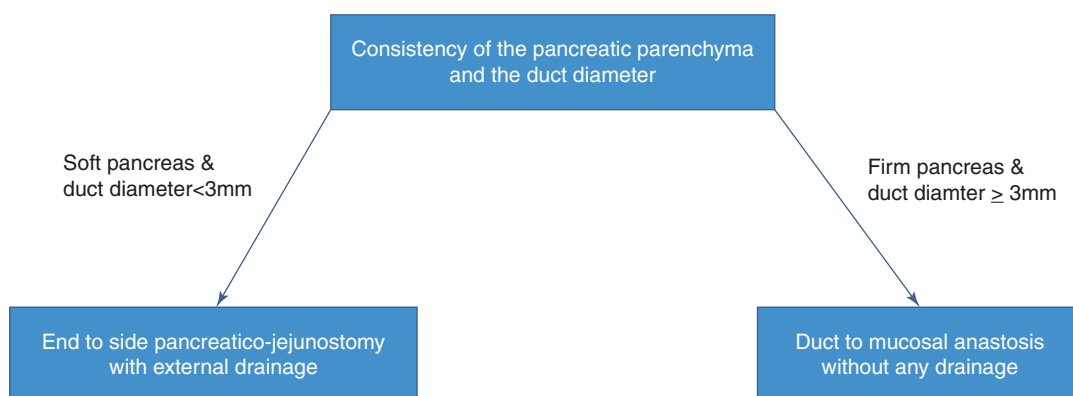 Consistency of the pancreatic parenchyma
and the duct diameter
Soft pancreas &
duct diameter<3mm
Firm pancreas &
duct diamter ≥ 3mm
End to side pancreatico-jejunostomy
with external drainage
Duct to mucosal anastosis
without any drainage